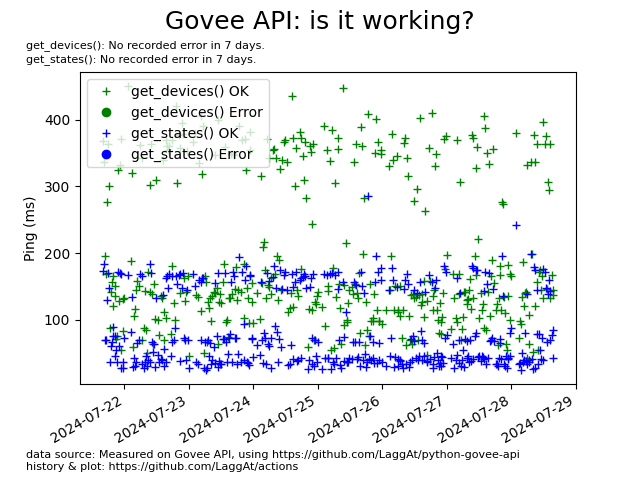 Govee API: is it working?
get_devices(): No recorded error in 7 days.
get_states(): No recorded error in 7 days.
get_devices() OK
get_devices() Error
get_states() OK
get_states() Error
Ping (ms)
400
300
200
100
2024-07-22
2024-07-23
2024-07-24
2024-07-25
2024-07-26
2024-07-27
2024-07-28
2024-07-29
data source: Measured on Govee API, using https://github.com/LaggAt/python-govee-api
history & plot: https://github.com/LaggAt/actions